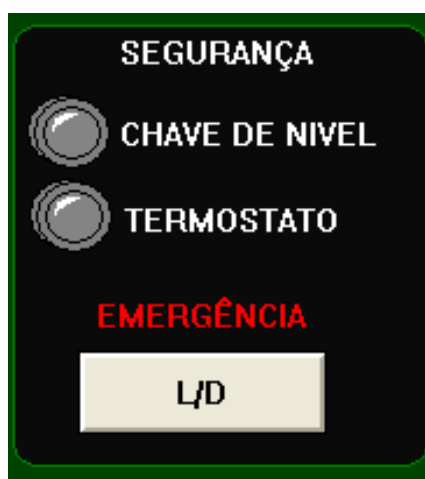 SEGURANÇA
CHAVE DE NIVEL
TERMOSTATO
EMERGÊNCIA
L/D